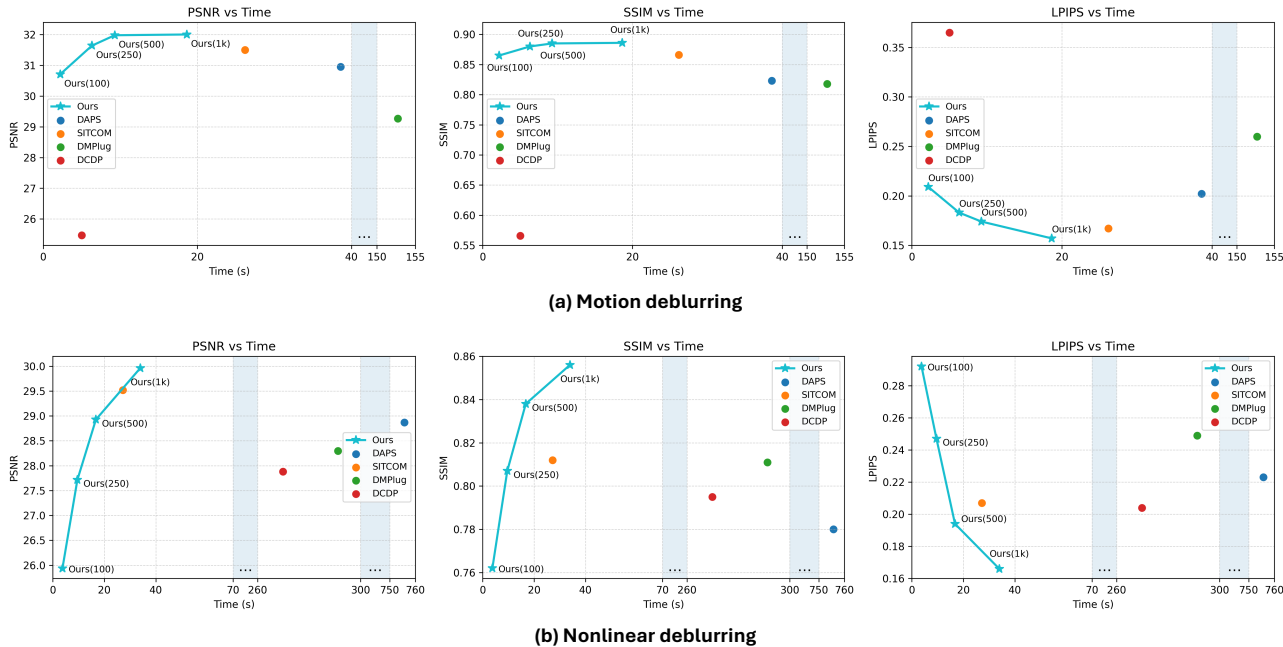 PSNR vs Time
PSNR
32
31
30
29
28
27
26
Ours(100)
Ours(250)
Ours(500)
Ours(1k)
Ours
DAPS
SITCOM
DMPlug
DCDP
...
0 20 40 150 155
Time (s)
SSIM vs Time
SSIM
0.90
0.85
0.80
0.75
0.70
0.65
0.60
0.55
Ours(250)
Ours(1k)
Ours(100)
Ours(500)
Ours
DAPS
SITCOM
DMPlug
DCDP
...
0 20 40 150 155
Time (s)
LPIPS vs Time
LPIPS
0.35
0.30
0.25
0.20
0.15
Ours
DAPS
SITCOM
DMPlug
DCDP
Ours(100)
Ours(250)
Ours(500)
Ours(1k)
...
0 20 40 150 155
Time (s)
(a) Motion deblurring
PSNR vs Time
PSNR
30.0
29.5
29.0
28.5
28.0
27.5
27.0
26.5
26.0
Ours(1k)
Ours(500)
Ours(250)
Ours(100)
Ours
DAPS
SITCOM
DMPlug
DCDP
... ...
0 20 40 70 260 300 750 760
Time (s)
SSIM vs Time
SSIM
0.86
0.84
0.82
0.80
0.78
0.76
Ours(1k)
Ours(500)
Ours(250)
Ours(100)
Ours
DAPS
SITCOM
DMPlug
DCDP
... ...
0 20 40 70 260 300 750 760
Time (s)
LPIPS vs Time
LPIPS
0.28
0.26
0.24
0.22
0.20
0.18
0.16
Ours(100)
Ours(250)
Ours(500)
Ours(1k)
Ours
DAPS
SITCOM
DMPlug
DCDP
... ...
0 20 40 70 260 300 750 760
Time (s)
(b) Nonlinear deblurring